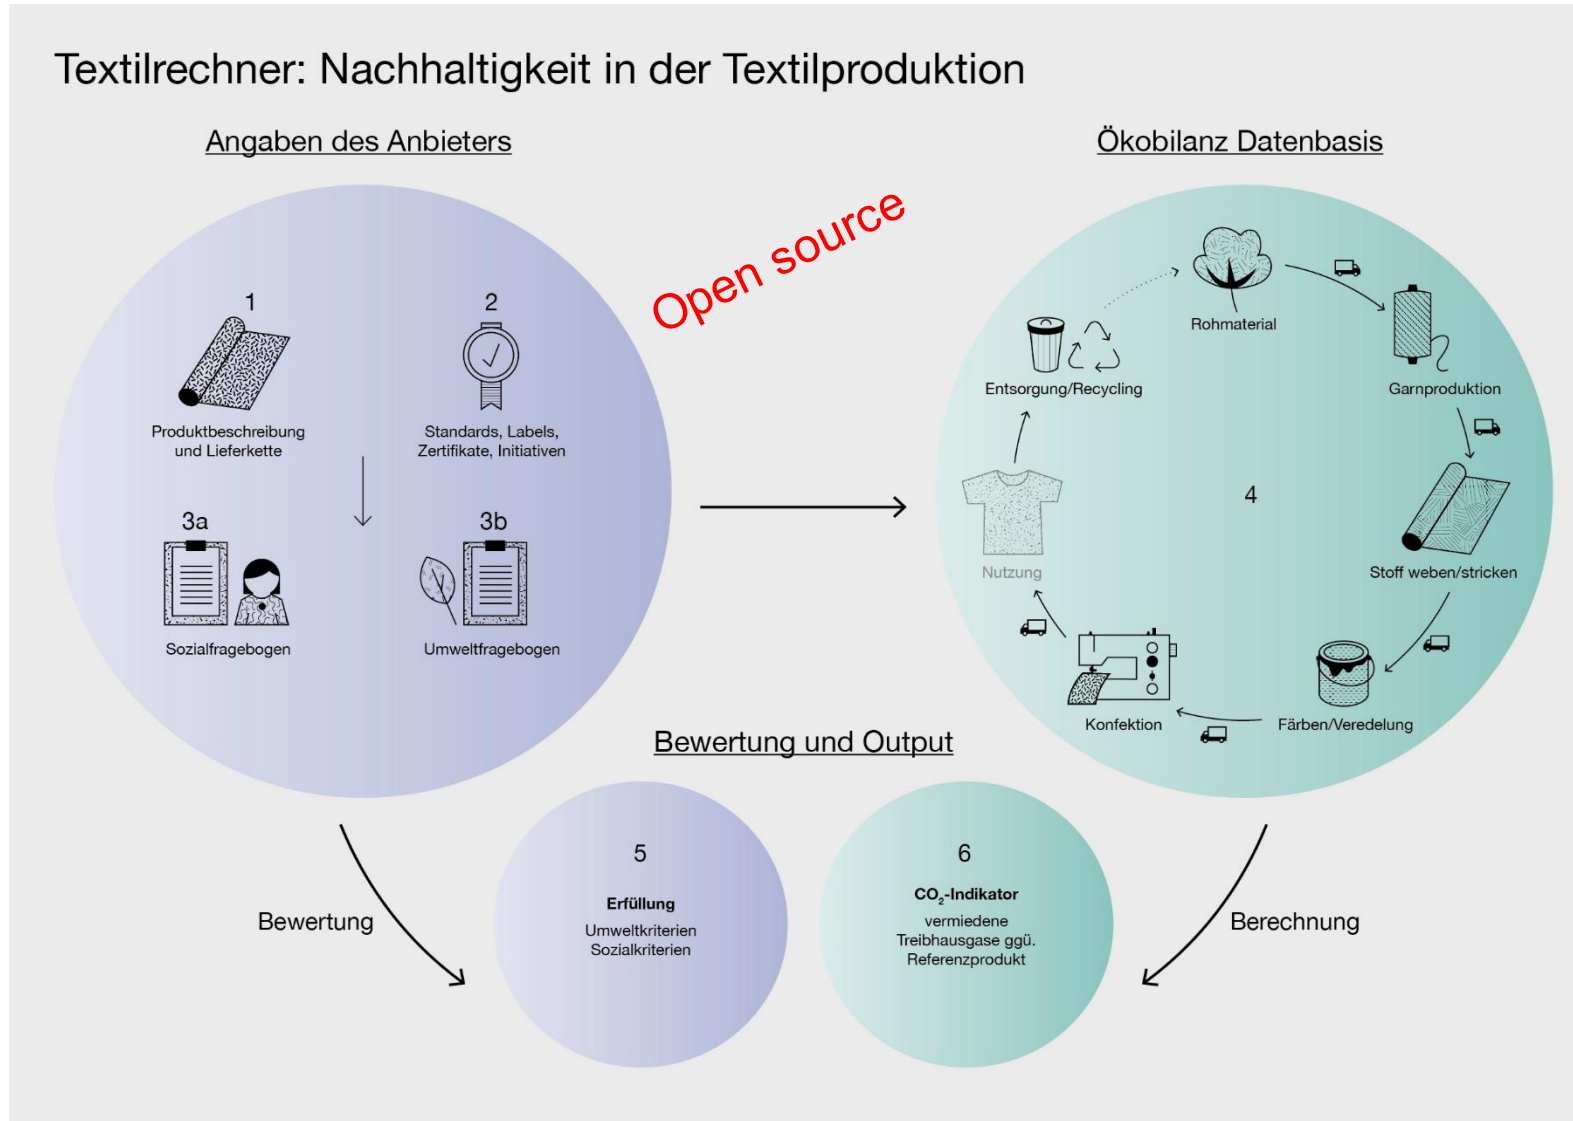 Textilrechner: Nachhaltigkeit in der Textilproduktion
Angaben des Anbieters
1
Produktbeschreibung
und Lieferkette
2
Standards, Labels,
Zertifikate, Initiativen
3a
Sozialfragebogen
3b
Umweltfragebogen
Open source
Ökobilanz Datenbasis
Rohmaterial
Garnproduktion
Stoff weben/stricken
Färben/Veredelung
Konfektion
Nutzung
Entsorgung/Recycling
4
Bewertung und Output
Bewertung
5
Erfüllung
Umweltkriterien
Sozialkriterien
6
CO₂-Indikator
vermiedene
Treibhausgase ggü.
Referenzprodukt
Berechnung